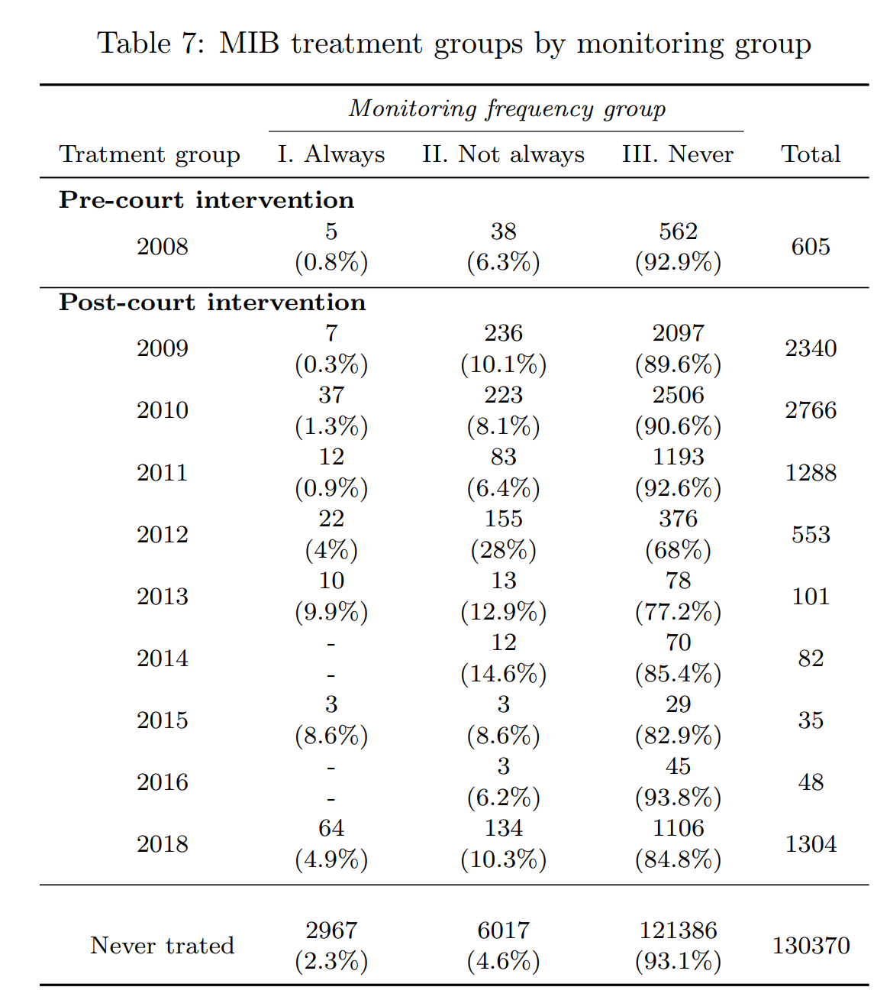 Table 7: MIB treatment groups by monitoring group
Monitoring frequency group
Tratment group I. Always II. Not always III. Never Total
Pre-court intervention
2008 5 38 562 605
(0.8%) (6.3%) (92.9%)
Post-court intervention
2009 7 236 2097 2340
(0.3%) (10.1%) (89.6%)
2010 37 223 2506 2766
(1.3%) (8.1%) (90.6%)
2011 12 83 1193 1288
(0.9%) (6.4%) (92.6%)
2012 22 155 376 553
(4%) (28%) (68%)
2013 10 13 78 101
(9.9%) (12.9%) (77.2%)
2014 - 12 70 82
- (14.6%) (85.4%)
2015 3 3 29 35
(8.6%) (8.6%) (82.9%)
2016 - 3 45 48
- (6.2%) (93.8%)
2018 64 134 1106 1304
(4.9%) (10.3%) (84.8%)
Never trated 2967 6017 121386 130370
(2.3%) (4.6%) (93.1%)